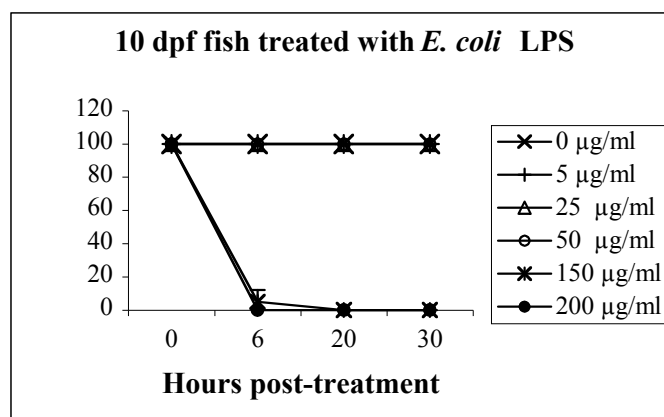 10 dpf fish treated with E. coli LPS
120
100
80
60
40
20
0
0 6 20 30
Hours post-treatment
0 µg/ml
5 µg/ml
25 µg/ml
50 µg/ml
150 µg/ml
200 µg/ml